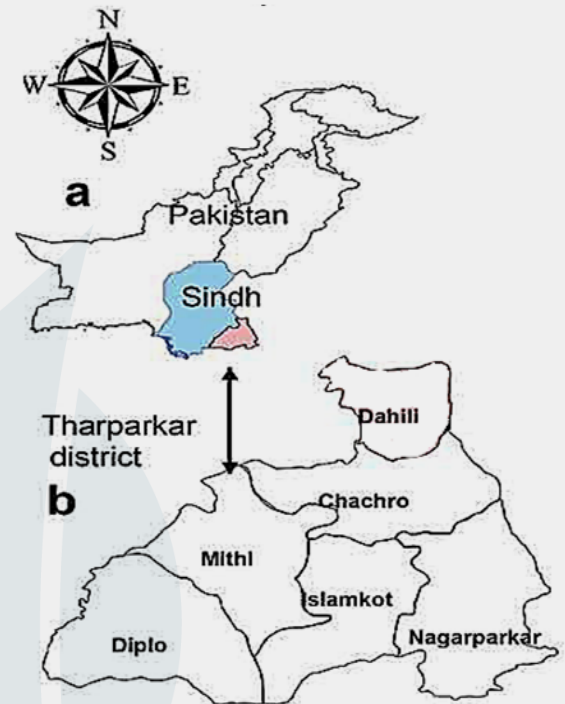 N
W E
S
a
Pakistan
Sindh
Tharparkar
district
b
Dahili
Chachro
Mithi
Islamkot
Diplo
Nagarparkar